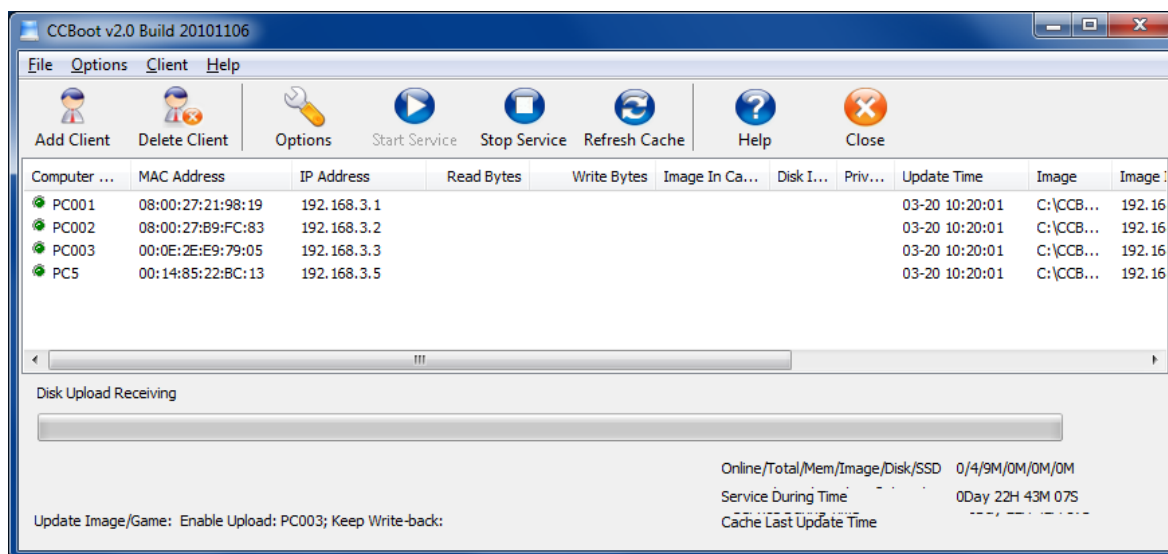 CCBoot v2.0 Build 20101106
File Options Client Help
Add Client Delete Client Options Start Service Stop Service Refresh Cache Help Close
Computer ... MAC Address IP Address Read Bytes Write Bytes Image In Ca... Disk I... Priv... Update Time Image Image
PC001 08:00:27:21:98:19 192.168.3.1 03-20 10:20:01 C:\CCB... 192.16
PC002 08:00:27:B9:FC:83 192.168.3.2 03-20 10:20:01 C:\CCB... 192.16
PC003 00:0E:2E:E9:79:05 192.168.3.3 03-20 10:20:01 C:\CCB... 192.16
PC5 00:14:85:22:BC:13 192.168.3.5 03-20 10:20:01 C:\CCB... 192.16
Disk Upload Receiving
Online/Total/Mem/Image/Disk/SSD 0/4/9M/0M/0M/0M
Service During Time 0Day 22H 43M 07S
Update Image/Game: Enable Upload: PC003; Keep Write-back:
Cache Last Update Time